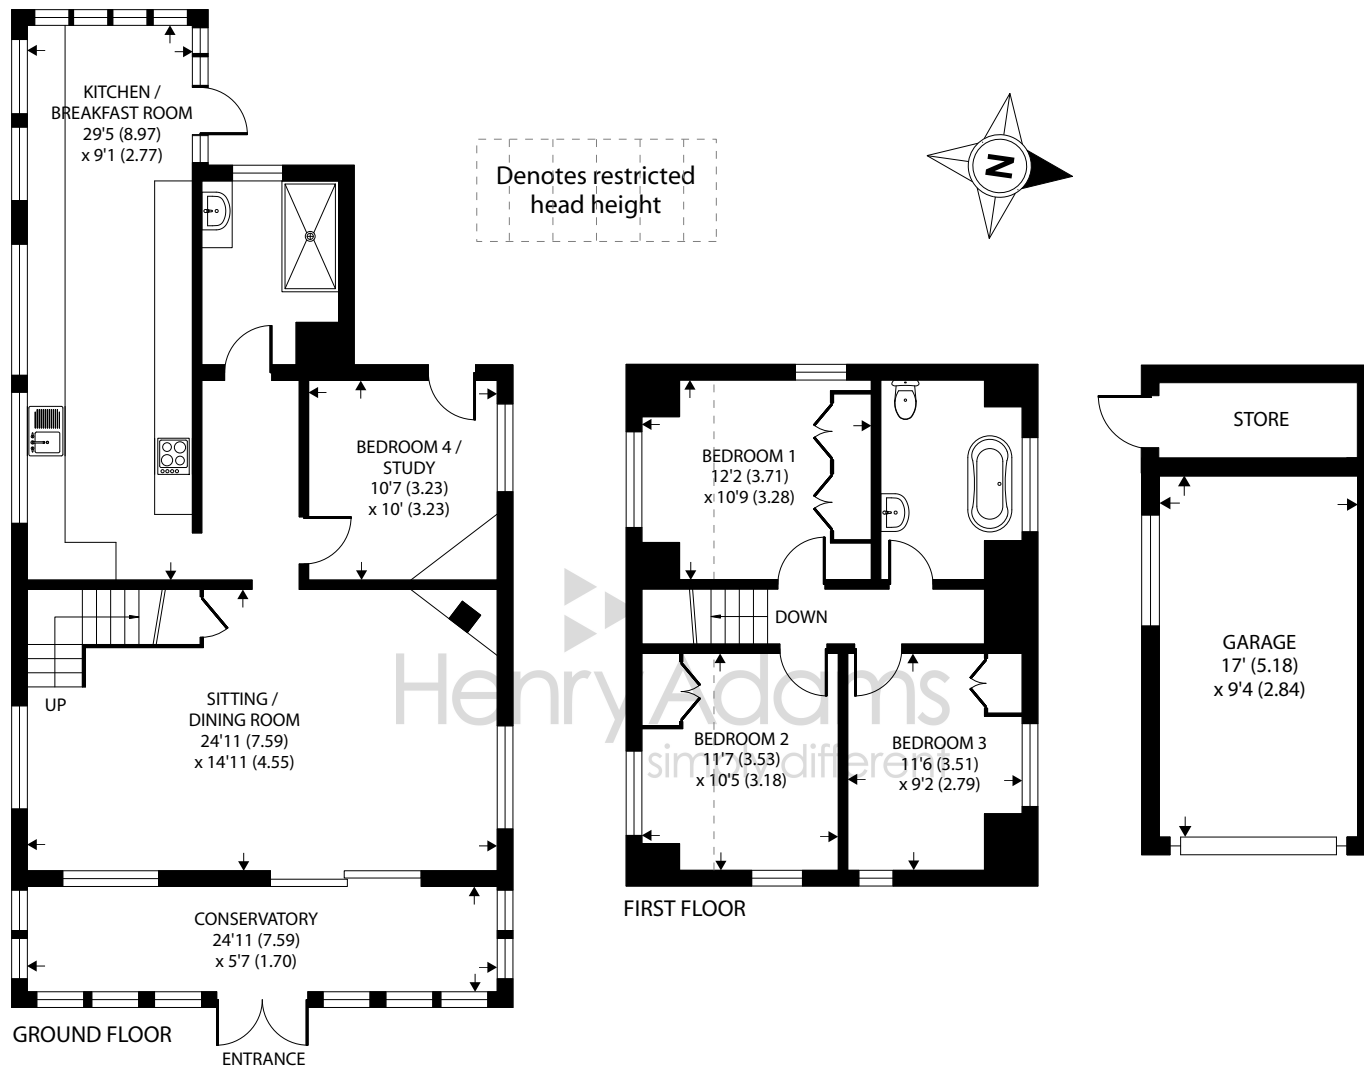 KITCHEN /
BREAKFAST ROOM
29'5 (8.97)
x 9'1 (2.77)
Denotes restricted
head height
N
BEDROOM 4 /
STUDY
10'7 (3.23)
x 10' (3.23)
UP
SITTING /
DINING ROOM
24'11 (7.59)
x 14'11 (4.55)
CONSERVATORY
24'11 (7.59)
x 5'7 (1.70)
GROUND FLOOR
ENTRANCE
BEDROOM 1
12'2 (3.71)
x 10'9 (3.28)
DOWN
Henry Adams
simply different
BEDROOM 2
11'7 (3.53)
x 10'5 (3.18)
BEDROOM 3
11'6 (3.51)
x 9'2 (2.79)
FIRST FLOOR
STORE
GARAGE
17' (5.18)
x 9'4 (2.84)